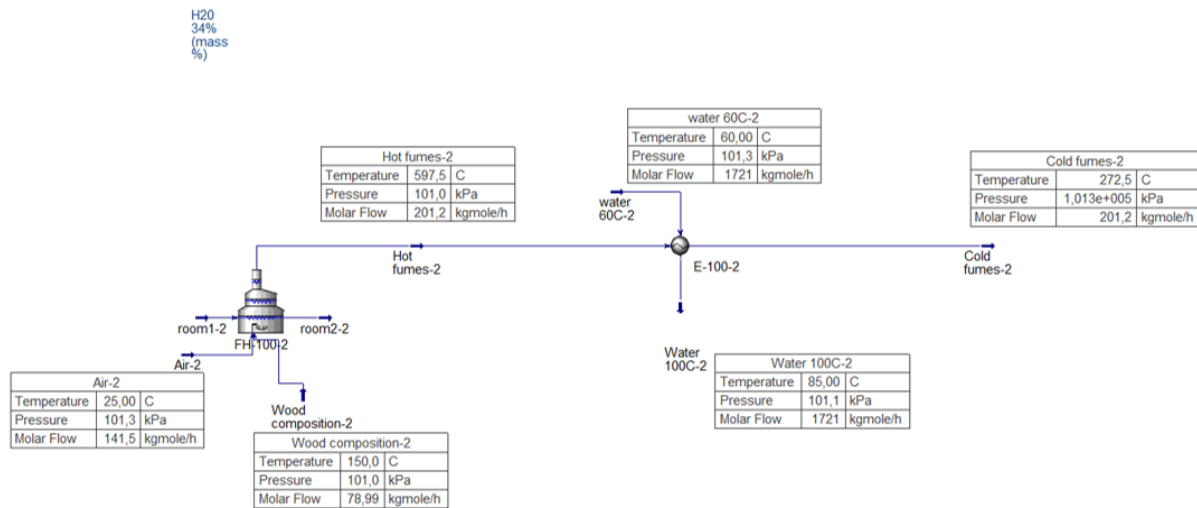 H20
34%
(mass
%)
water 60C-2
Temperature 60,00 C
Pressure 101,3 kPa
Molar Flow 1721 kgmole/h
Hot fumes-2
Temperature 597,5 C
Pressure 101,0 kPa
Molar Flow 201,2 kgmole/h
Cold fumes-2
Temperature 272,5 C
Pressure 1,013e+005 kPa
Molar Flow 201,2 kgmole/h
water
60C-2
Hot
fumes-2
E-100-2
Cold
fumes-2
room1-2
room2-2
FH-100-2
Air-2
Water
100C-2
Water 100C-2
Temperature 85,00 C
Pressure 101,1 kPa
Molar Flow 1721 kgmole/h
Air-2
Temperature 25,00 C
Pressure 101,3 kPa
Molar Flow 141,5 kgmole/h
Wood
composition-2
Wood composition-2
Temperature 150,0 C
Pressure 101,0 kPa
Molar Flow 78,99 kgmole/h